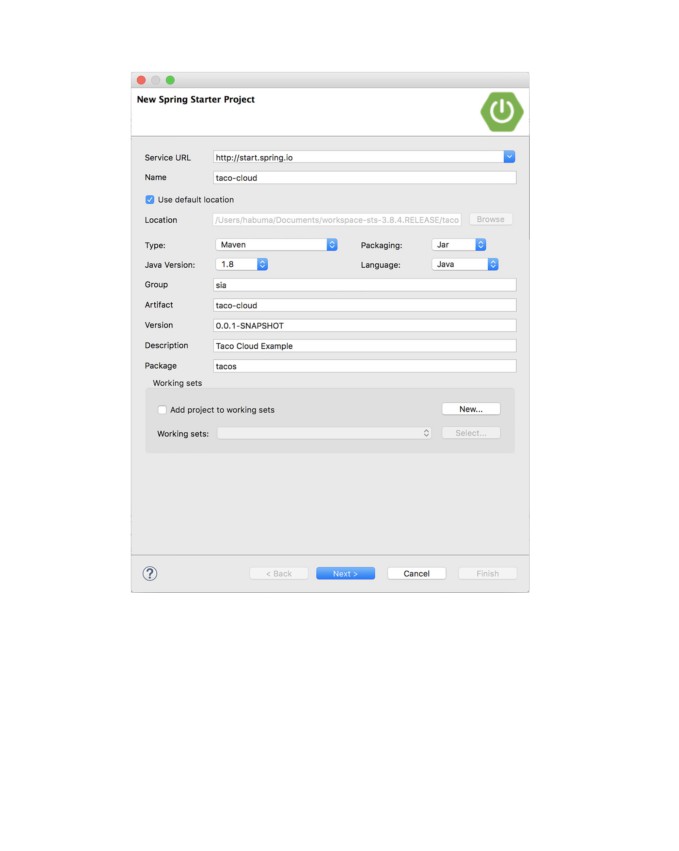 New Spring Starter Project
Service URL http://start.spring.io
Name taco-cloud
Use default location
Location /Users/habuma/Documents/workspace-sts-3.8.4.RELEASE/taco Browse
Type: Maven Packaging: Jar
Java Version: 1.8 Language: Java
Group sia
Artifact taco-cloud
Version 0.0.1-SNAPSHOT
Description Taco Cloud Example
Package tacos
Working sets
Add project to working sets New...
Working sets: Select...
? < Back Next > Cancel Finish